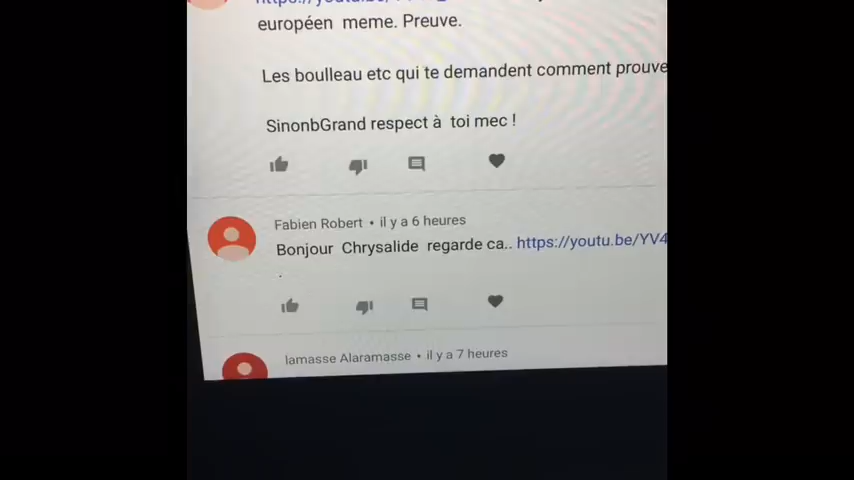 européen meme. Preuve.
Les boulleau etc qui te demandent comment prouve
SinonbGrand respect à toi mec !
Fabien Robert • il y a 6 heures
Bonjour Chrysalide regarde ca.. https://youtu.be/YV4
.
lamasse Alaramasse • il y a 7 heures